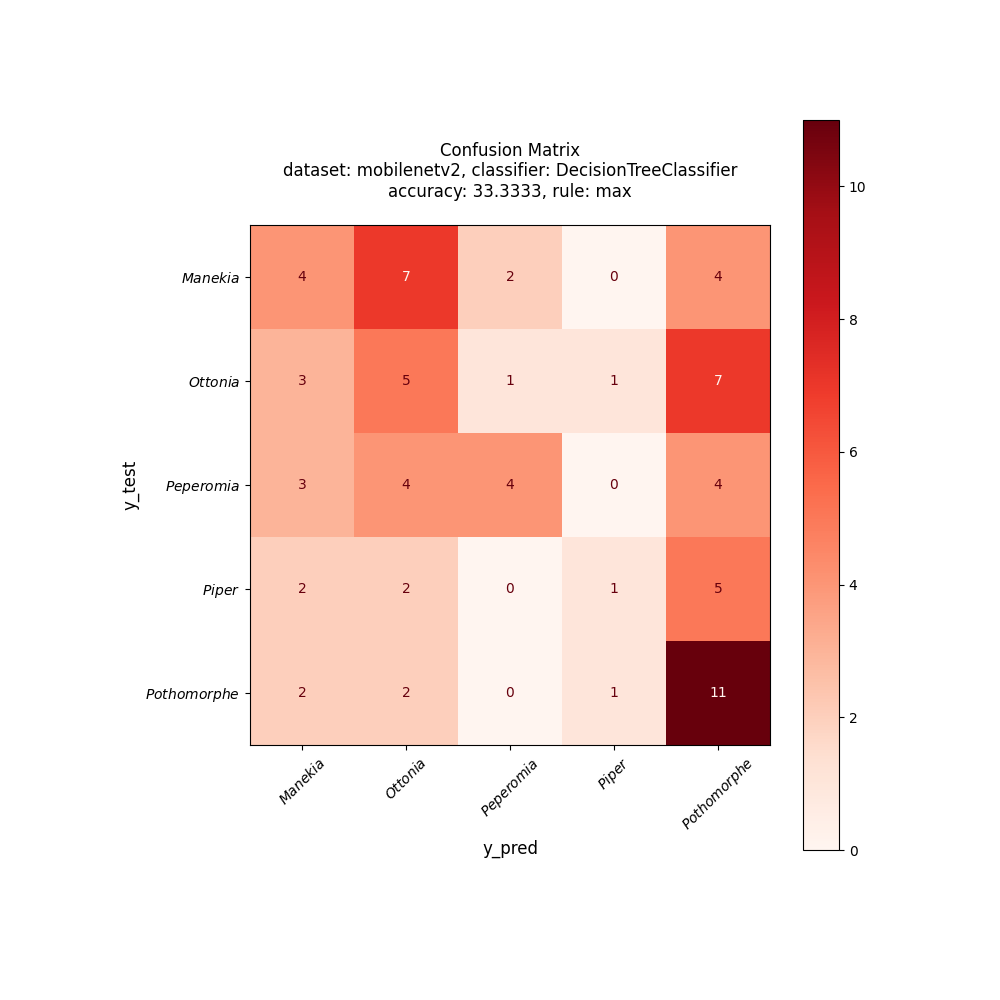 Confusion Matrix
dataset: mobilenetv2, classifier: DecisionTreeClassifier
accuracy: 33.3333, rule: max
Manekia 4 7 2 0 4
Ottonia 3 5 1 1 7
Peperomia 3 4 4 0 4
Piper 2 2 0 1 5
Pothomorphe 2 2 0 1 11
Manekia Ottonia Peperomia Piper Pothomorphe
y_pred
y_test
10
8
6
4
2
0